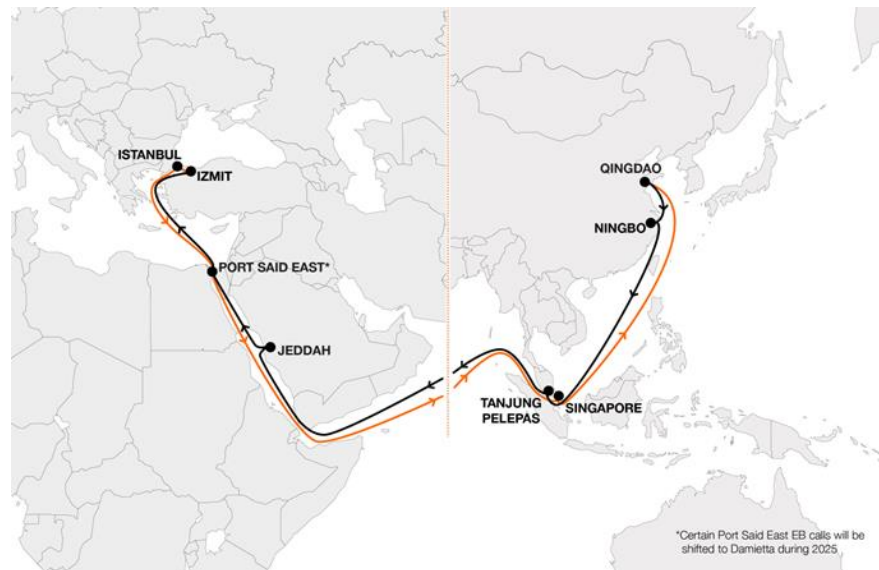 ISTANBUL
IZMIT
QINGDAO
NINGBO
PORT SAID EAST*
JEDDAH
TANJUNG
PELEPAS
SINGAPORE
*Certain Port Said East EB calls will be
shifted to Damietta during 2025